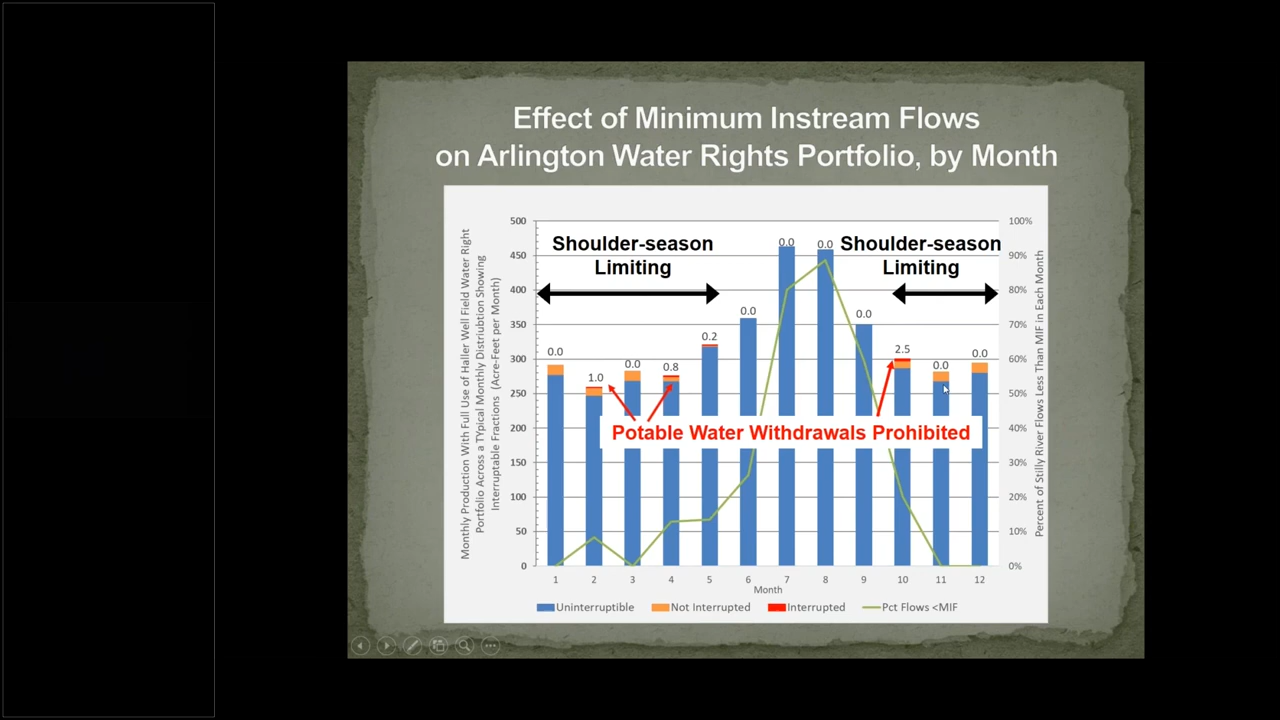 Effect of Minimum Instream Flows
on Arlington Water Rights Portfolio, by Month
Monthly Production With Full Use of Haller Well Field Water Right
Portfolio Across a TYpical Monthly Distriubtion Showing
Interruptable Fractions (Acre-Feet per Month)
500
450
400
350
300
250
200
150
100
50
0
Shoulder-season
Limiting
Shoulder-season
Limiting
0.0
1.0
0.0
0.8
0.2
0.0
0.0
0.0
0.0
2.5
0.0
0.0
Potable Water Withdrawals Prohibited
100%
90%
80%
70%
60%
50%
40%
30%
20%
10%
0%
Percent of Stilly River Flows Less Than MIF in Each Month
1 2 3 4 5 6 7 8 9 10 11 12
Month
Uninterruptible Not Interrupted Interrupted Pct Flows <MIF